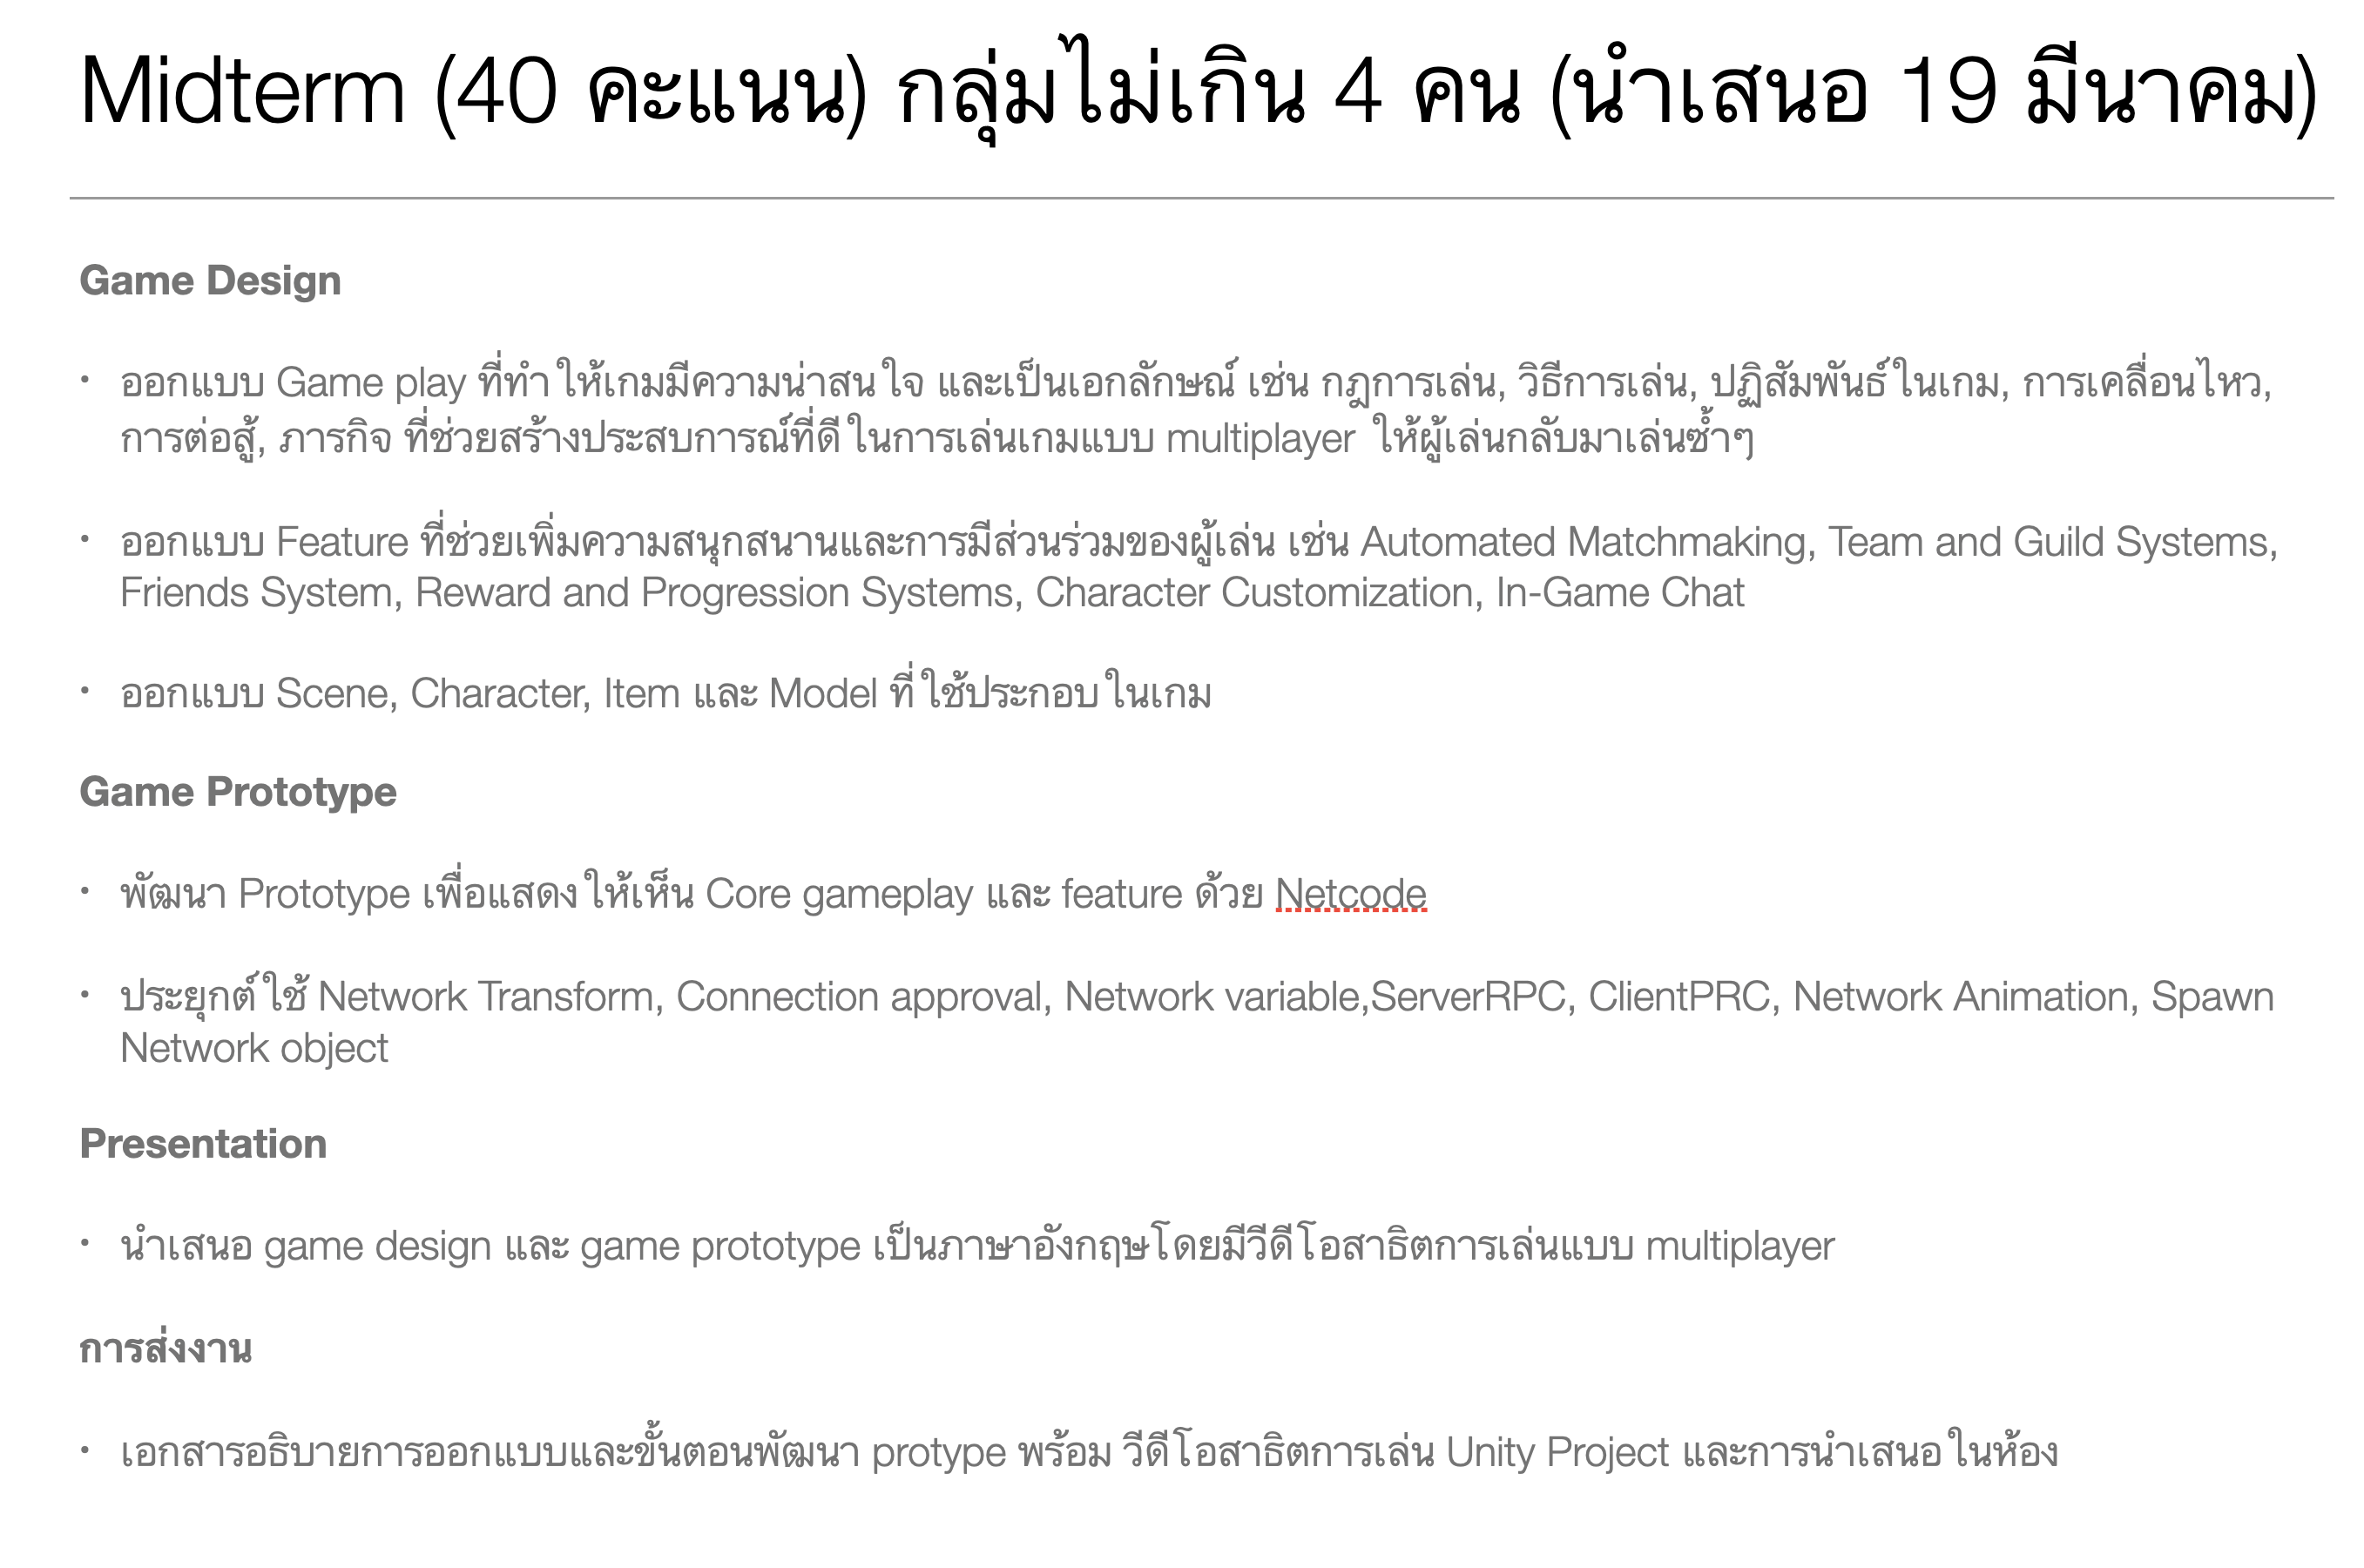 Midterm (40 คะแนน) กลุ่มไม่เกิน 4 คน (นำเสนอ 19 มีนาคม)
Game Design
• ออกแบบ Game play ที่ทำให้เกมมีความน่าสนใจ และเป็นเอกลักษณ์ เช่น กฎการเล่น, วิธีการเล่น, ปฏิสัมพันธ์ในเกม, การเคลื่อนไหว,
การต่อสู้, ภารกิจ ที่ช่วยสร้างประสบการณ์ที่ดีในการเล่นเกมแบบ multiplayer ให้ผู้เล่นกลับมาเล่นซ้ำๆ
• ออกแบบ Feature ที่ช่วยเพิ่มความสนุกสนานและการมีส่วนร่วมของผู้เล่น เช่น Automated Matchmaking, Team and Guild Systems,
Friends System, Reward and Progression Systems, Character Customization, In-Game Chat
• ออกแบบ Scene, Character, Item และ Model ที่ใช้ประกอบในเกม
Game Prototype
• พัฒนา Prototype เพื่อแสดงให้เห็น Core gameplay และ feature ด้วย Netcode
• ประยุกต์ใช้ Network Transform, Connection approval, Network variable,ServerRPC, ClientPRC, Network Animation, Spawn
Network object
Presentation
• นำเสนอ game design และ game prototype เป็นภาษาอังกฤษโดยมีวีดีโอสาธิตการเล่นแบบ multiplayer
การส่งงาน
• เอกสารอธิบายการออกแบบและขั้นตอนพัฒนา protype พร้อม วีดีโอสาธิตการเล่น Unity Project และการนำเสนอในห้อง